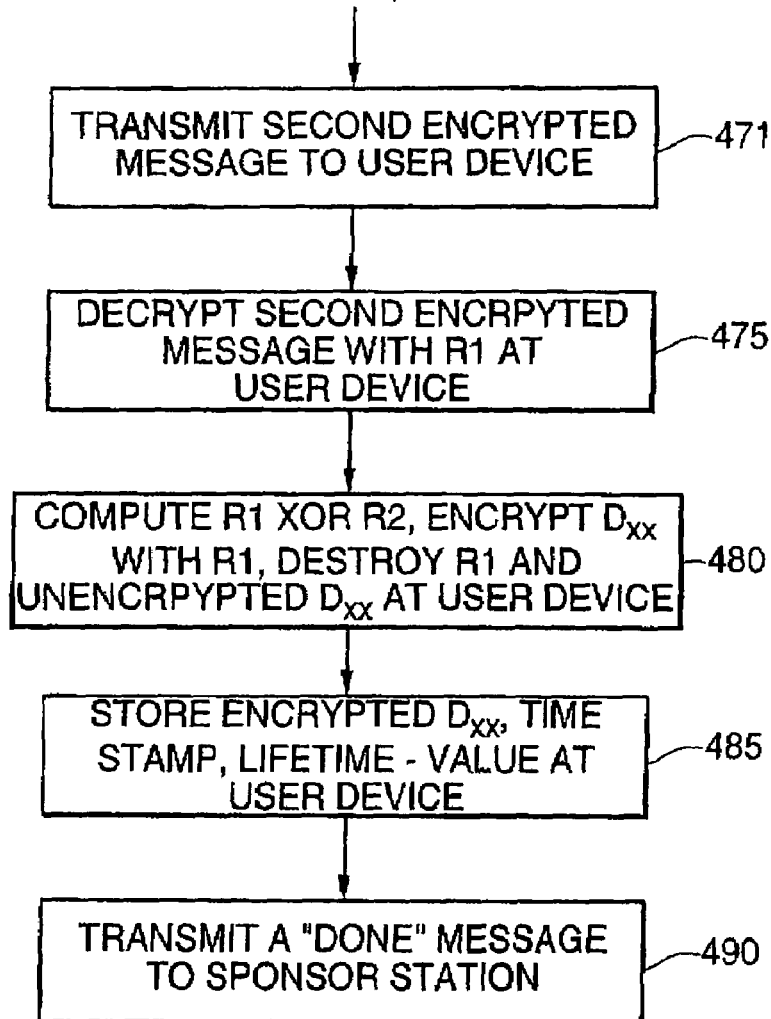 TRANSMIT SECOND ENCRYPTED
MESSAGE TO USER DEVICE
471
DECRYPT SECOND ENCRPYTED
MESSAGE WITH R1 AT
USER DEVICE
475
COMPUTE R1 XOR R2, ENCRYPT DXX
WITH R1, DESTROY R1 AND
UNENCRPYPTED DXX AT USER DEVICE
480
STORE ENCRYPTED DXX, TIME
STAMP, LIFETIME - VALUE AT
USER DEVICE
485
TRANSMIT A "DONE" MESSAGE
TO SPONSOR STATION
490